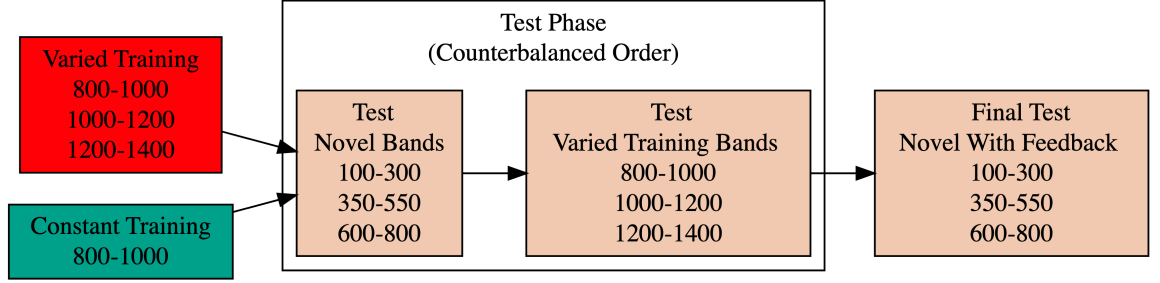 Varied Training
800-1000
1000-1200
1200-1400
Constant Training
800-1000
Test Phase
(Counterbalanced Order)
Test
Novel Bands
100-300
350-550
600-800
Test
Varied Training Bands
800-1000
1000-1200
1200-1400
Final Test
Novel With Feedback
100-300
350-550
600-800